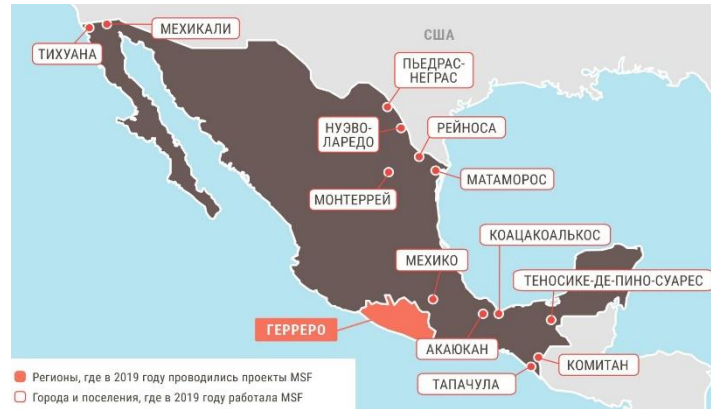 США
МЕХИКАЛИ
ТИХУАНА
ПЬЕДРАС-
НЕГРАС
НУЭВО-
ЛАРЕДО
РЕЙНОСА
МОНТЕРРЕЙ
МАТАМОРОС
КОАЦАКОАЛЬКОС
МЕХИКО
ТЕНОСИКЕ-ДЕ-ПИНО-СУАРЕС
ГЕРРЕРО
АКАЮКАН
КОМИТАН
ТАПАЧУЛА
Регионы, где в 2019 году проводились проекты MSF
Города и поселения, где в 2019 году работала MSF